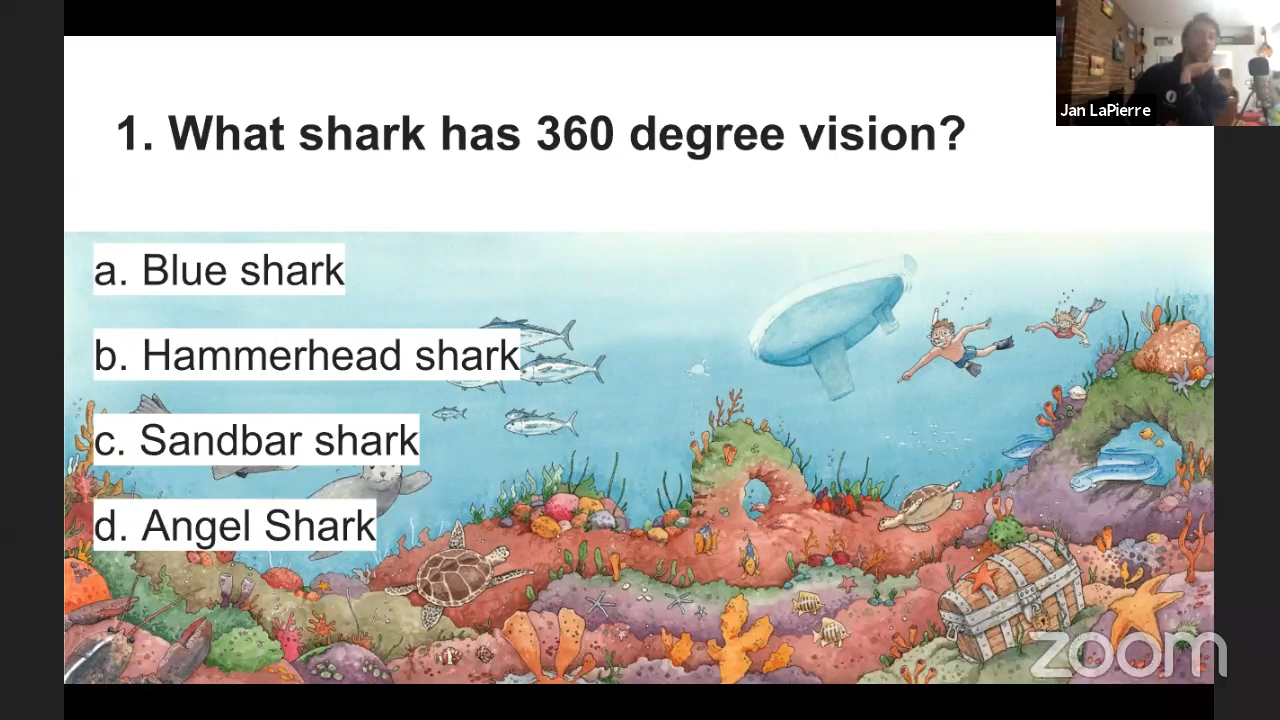 Jan LaPierre
1. What shark has 360 degree vision?
a. Blue shark
b. Hammerhead shark
c. Sandbar shark
d. Angel Shark
zoom